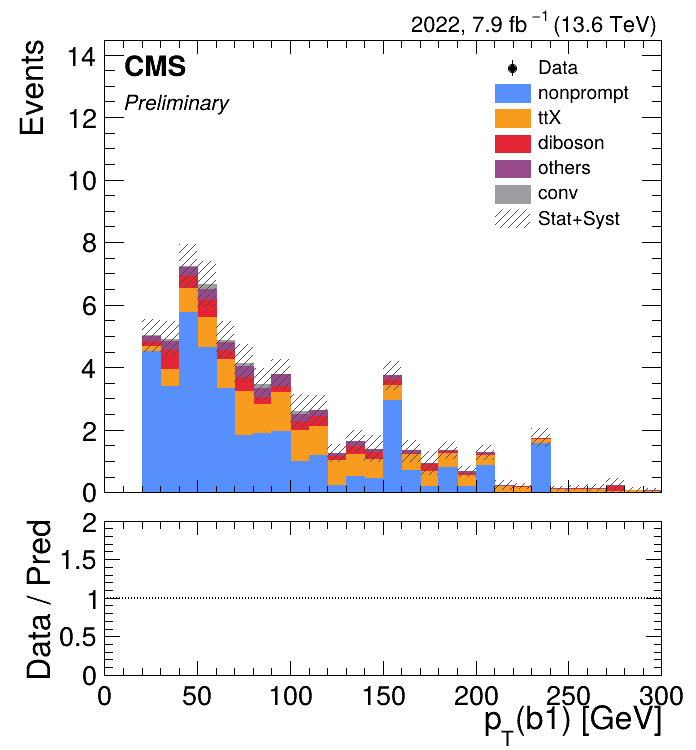 2022, 7.9 fb⁻¹ (13.6 TeV)
CMS
Preliminary
Data
nonprompt
ttX
diboson
others
conv
Stat+Syst
Events
14
12
10
8
6
4
2
0
Data / Pred
2
1.5
1
0.5
0
0 50 100 150 200 250 300
p_T(b1) [GeV]